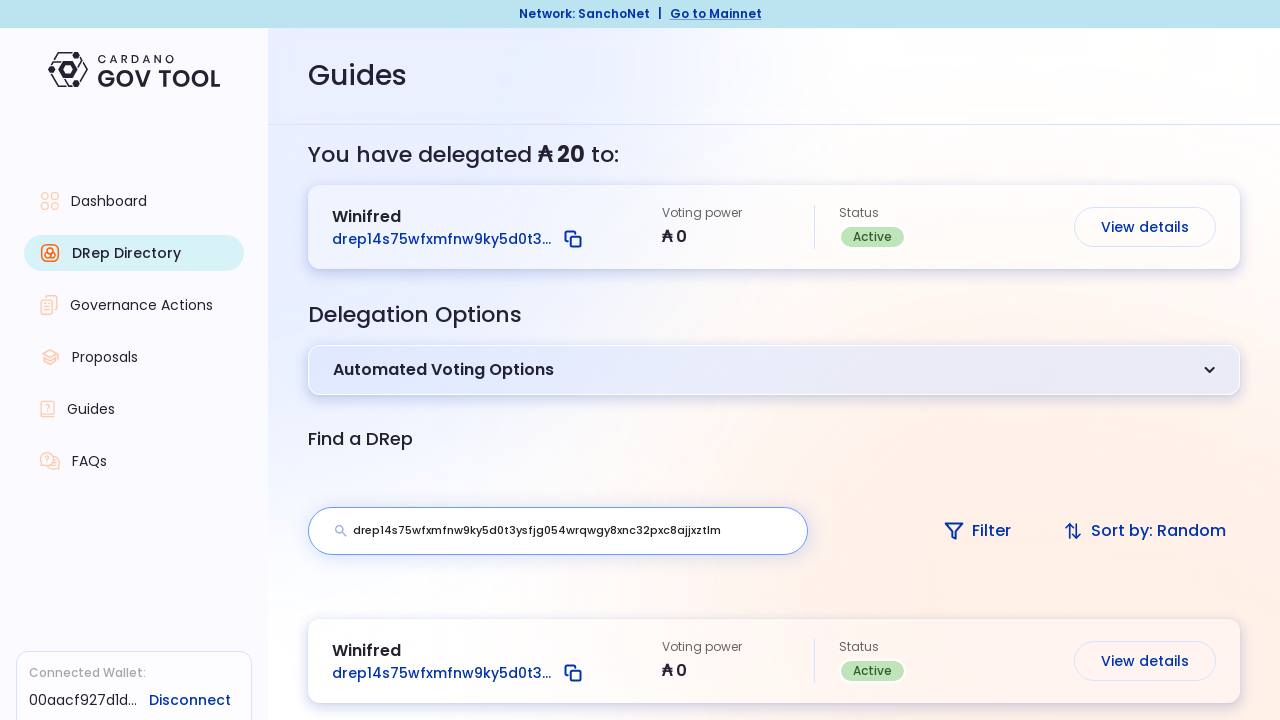 Network: SanchoNet | Go to Mainnet
CARDANO
GOV TOOL
Guides
Dashboard
DRep Directory
Governance Actions
Proposals
Guides
FAQs
Connected Wallet:
00aacf927d1d... Disconnect
You have delegated ₳ 20 to:
Winifred
drep14s75wfxmfnw9ky5d0t3...
Voting power
₳ 0
Status
Active
View details
Delegation Options
Automated Voting Options
Find a DRep
drep14s75wfxmfnw9ky5d0t3ysfjg054wrqwgy8xnc32pxc8ajjxztlm
Filter
Sort by: Random
Winifred
drep14s75wfxmfnw9ky5d0t3...
Voting power
₳ 0
Status
Active
View details